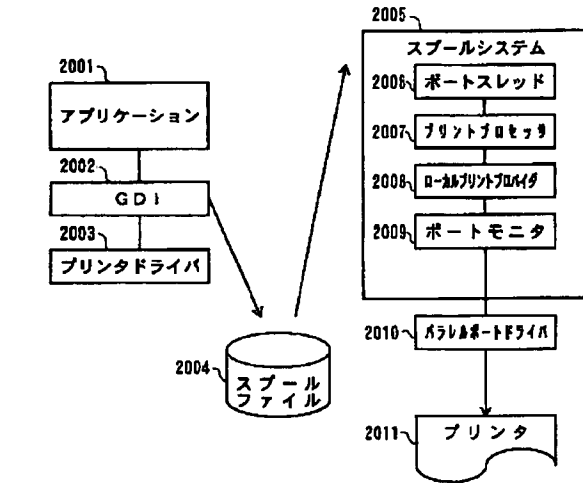 2001
アプリケーション
2002
GDI
2003
プリンタドライバ
2004
スプール
ファイル
2005
スプールシステム
2006
ポートスレッド
2007
プリントプロセッサ
2008
ローカルプリントプロバイダ
2009
ポートモニタ
2010
パラレルポートドライバ
2011
プリンタ